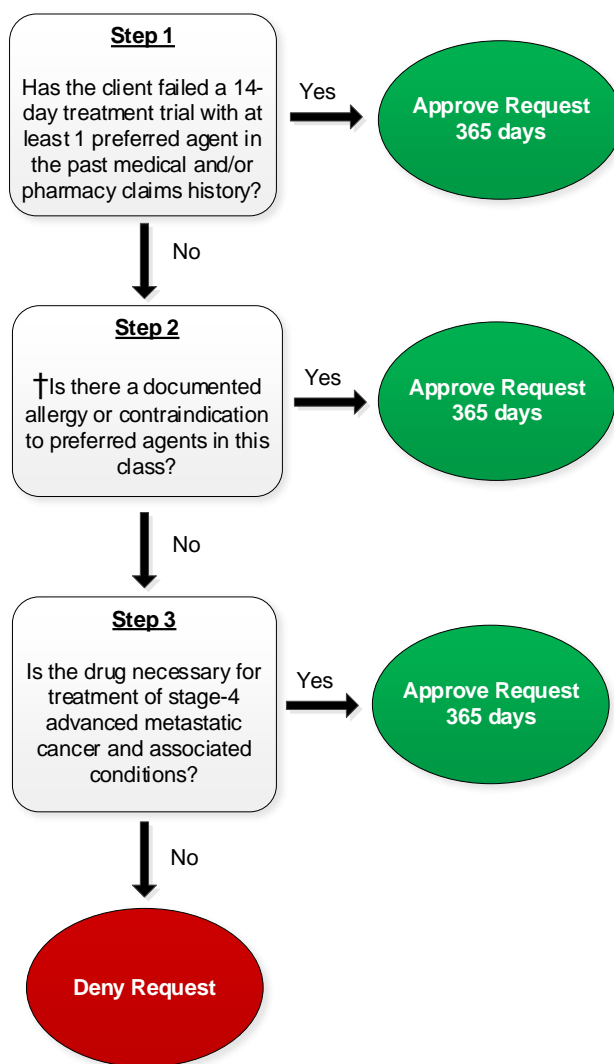 Step 1
Has the client failed a 14-
day treatment trial with at
least 1 preferred agent in
the past medical and/or
pharmacy claims history?
Yes
Approve Request
365 days
No
Step 2
†Is there a documented
allergy or contraindication
to preferred agents in this
class?
Yes
Approve Request
365 days
No
Step 3
Is the drug necessary for
treatment of stage-4
advanced metastatic
cancer and associated
conditions?
Yes
Approve Request
365 days
No
Deny Request